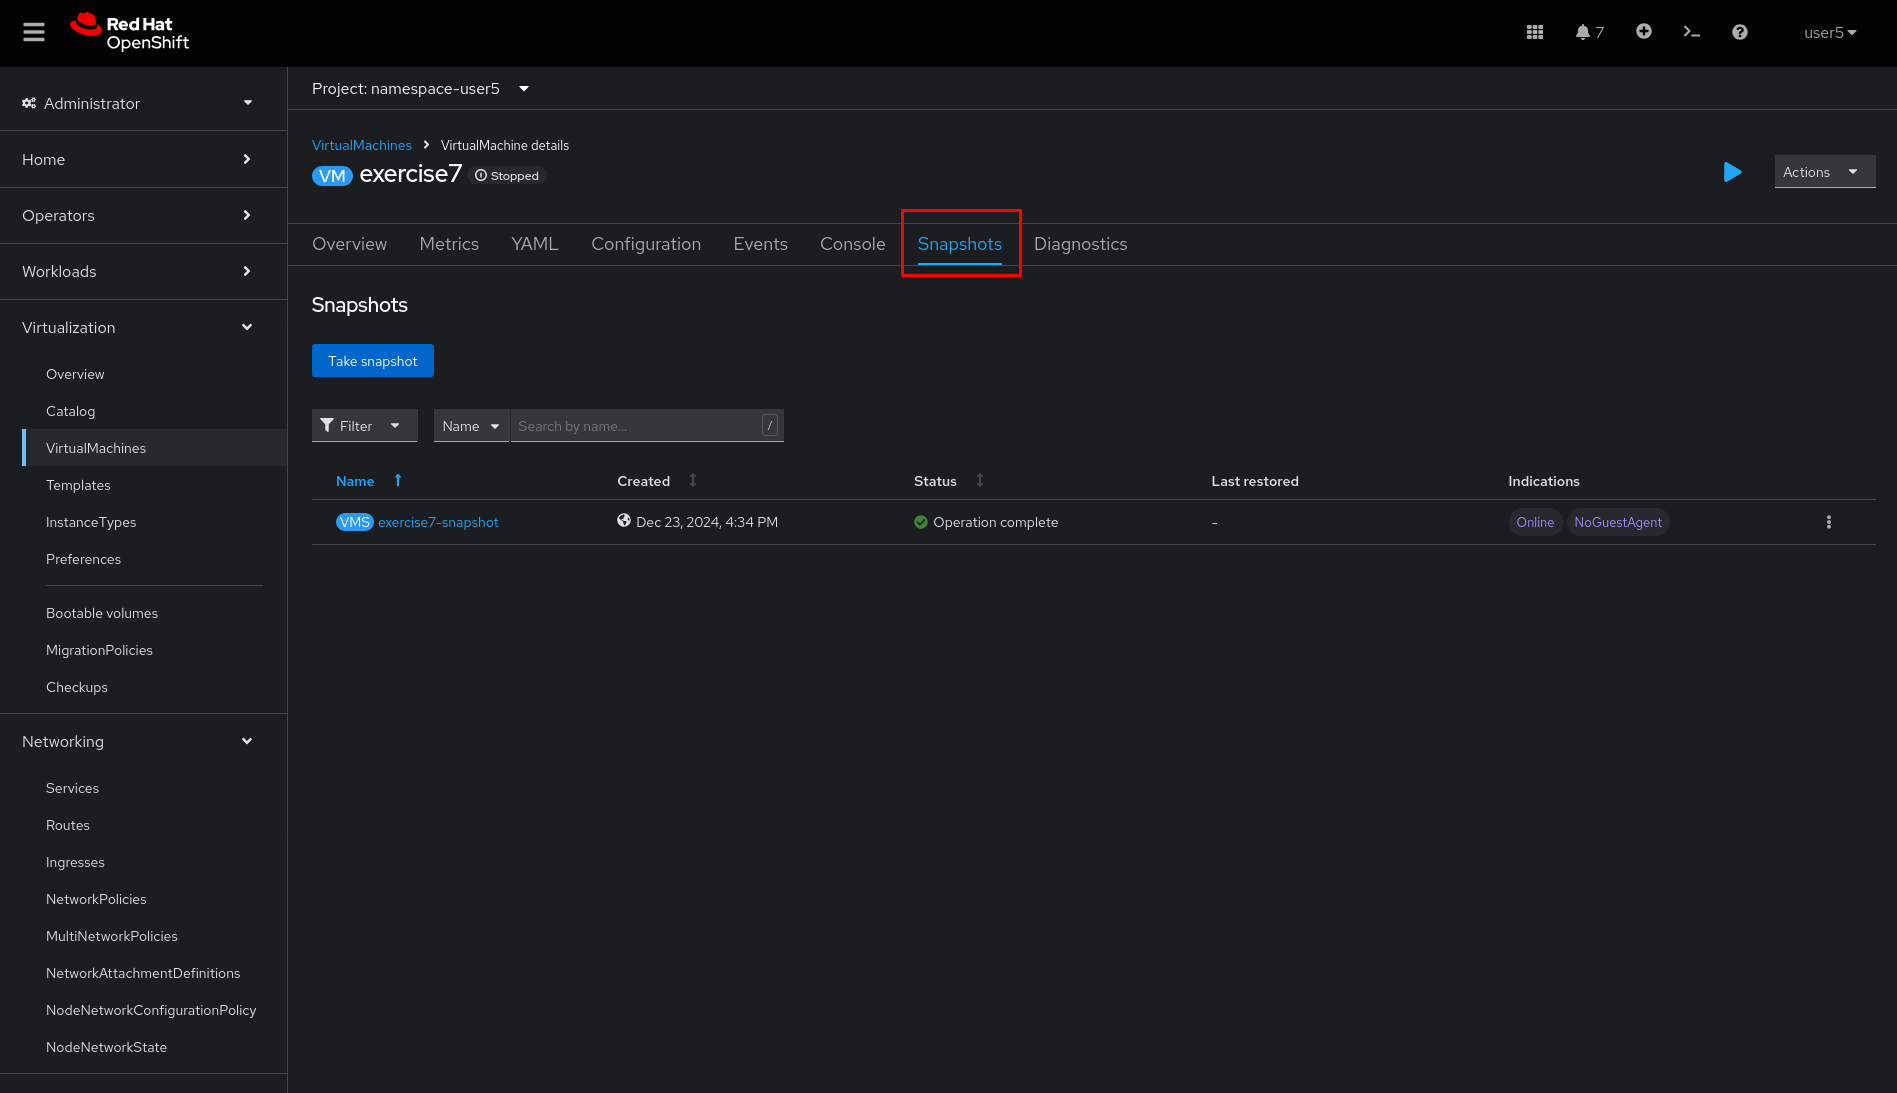 Red Hat
OpenShift
7
user5
Administrator
Home
Operators
Workloads
Virtualization
Overview
Catalog
VirtualMachines
Templates
InstanceTypes
Preferences
Bootable volumes
MigrationPolicies
Checkups
Networking
Services
Routes
Ingresses
NetworkPolicies
MultiNetworkPolicies
NetworkAttachmentDefinitions
NodeNetworkConfigurationPolicy
NodeNetworkState
Project: namespace-user5
VirtualMachines VirtualMachine details
VM exercise7 Stopped
Actions
Overview Metrics YAML Configuration Events Console Snapshots Diagnostics
Snapshots
Take snapshot
Filter Name Search by name... /
Name Created Status Last restored Indications
VMS exercise7-snapshot Dec 23, 2024, 4:34 PM Operation complete - Online NoGuestAgent